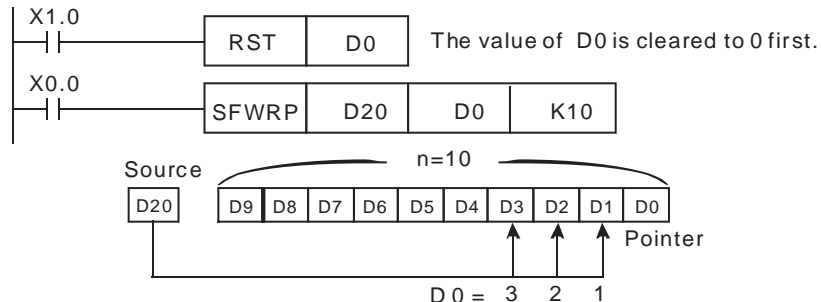 X1.0
RST D0 The value of D0 is cleared to 0 first.
X0.0
SFWRP D20 D0 K10
n=10
Source
D20 D9 D8 D7 D6 D5 D4 D3 D2 D1 D0
Pointer
D0 = 3 2 1